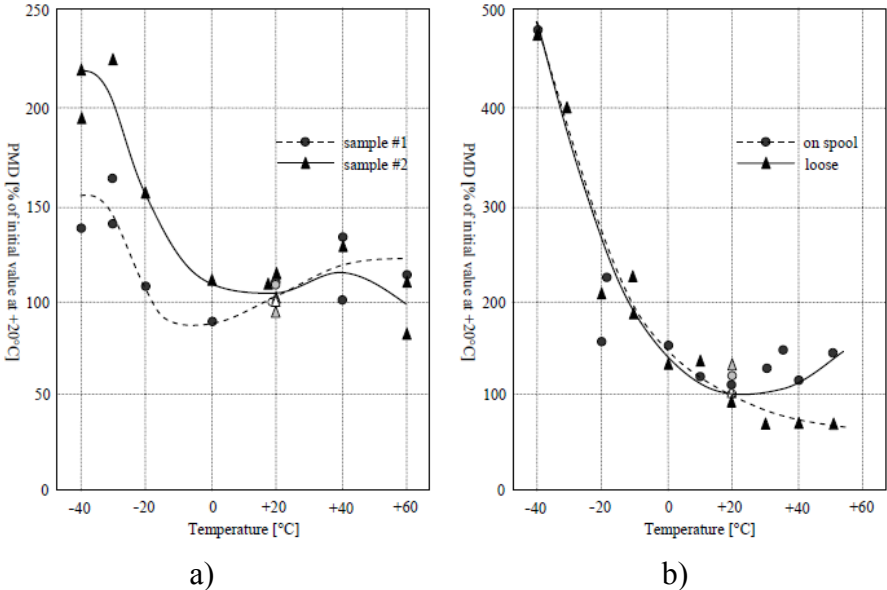 250
200
150
100
50
0
PMD [% of initial value at +20°C]
sample #1
sample #2
-40 -20 0 +20 +40 +60
Temperature [°C]
a)
500
400
300
200
100
0
PMD [% of initial value at +20°C]
on spool
loose
-40 -20 0 +20 +40 +60
Temperature [°C]
b)